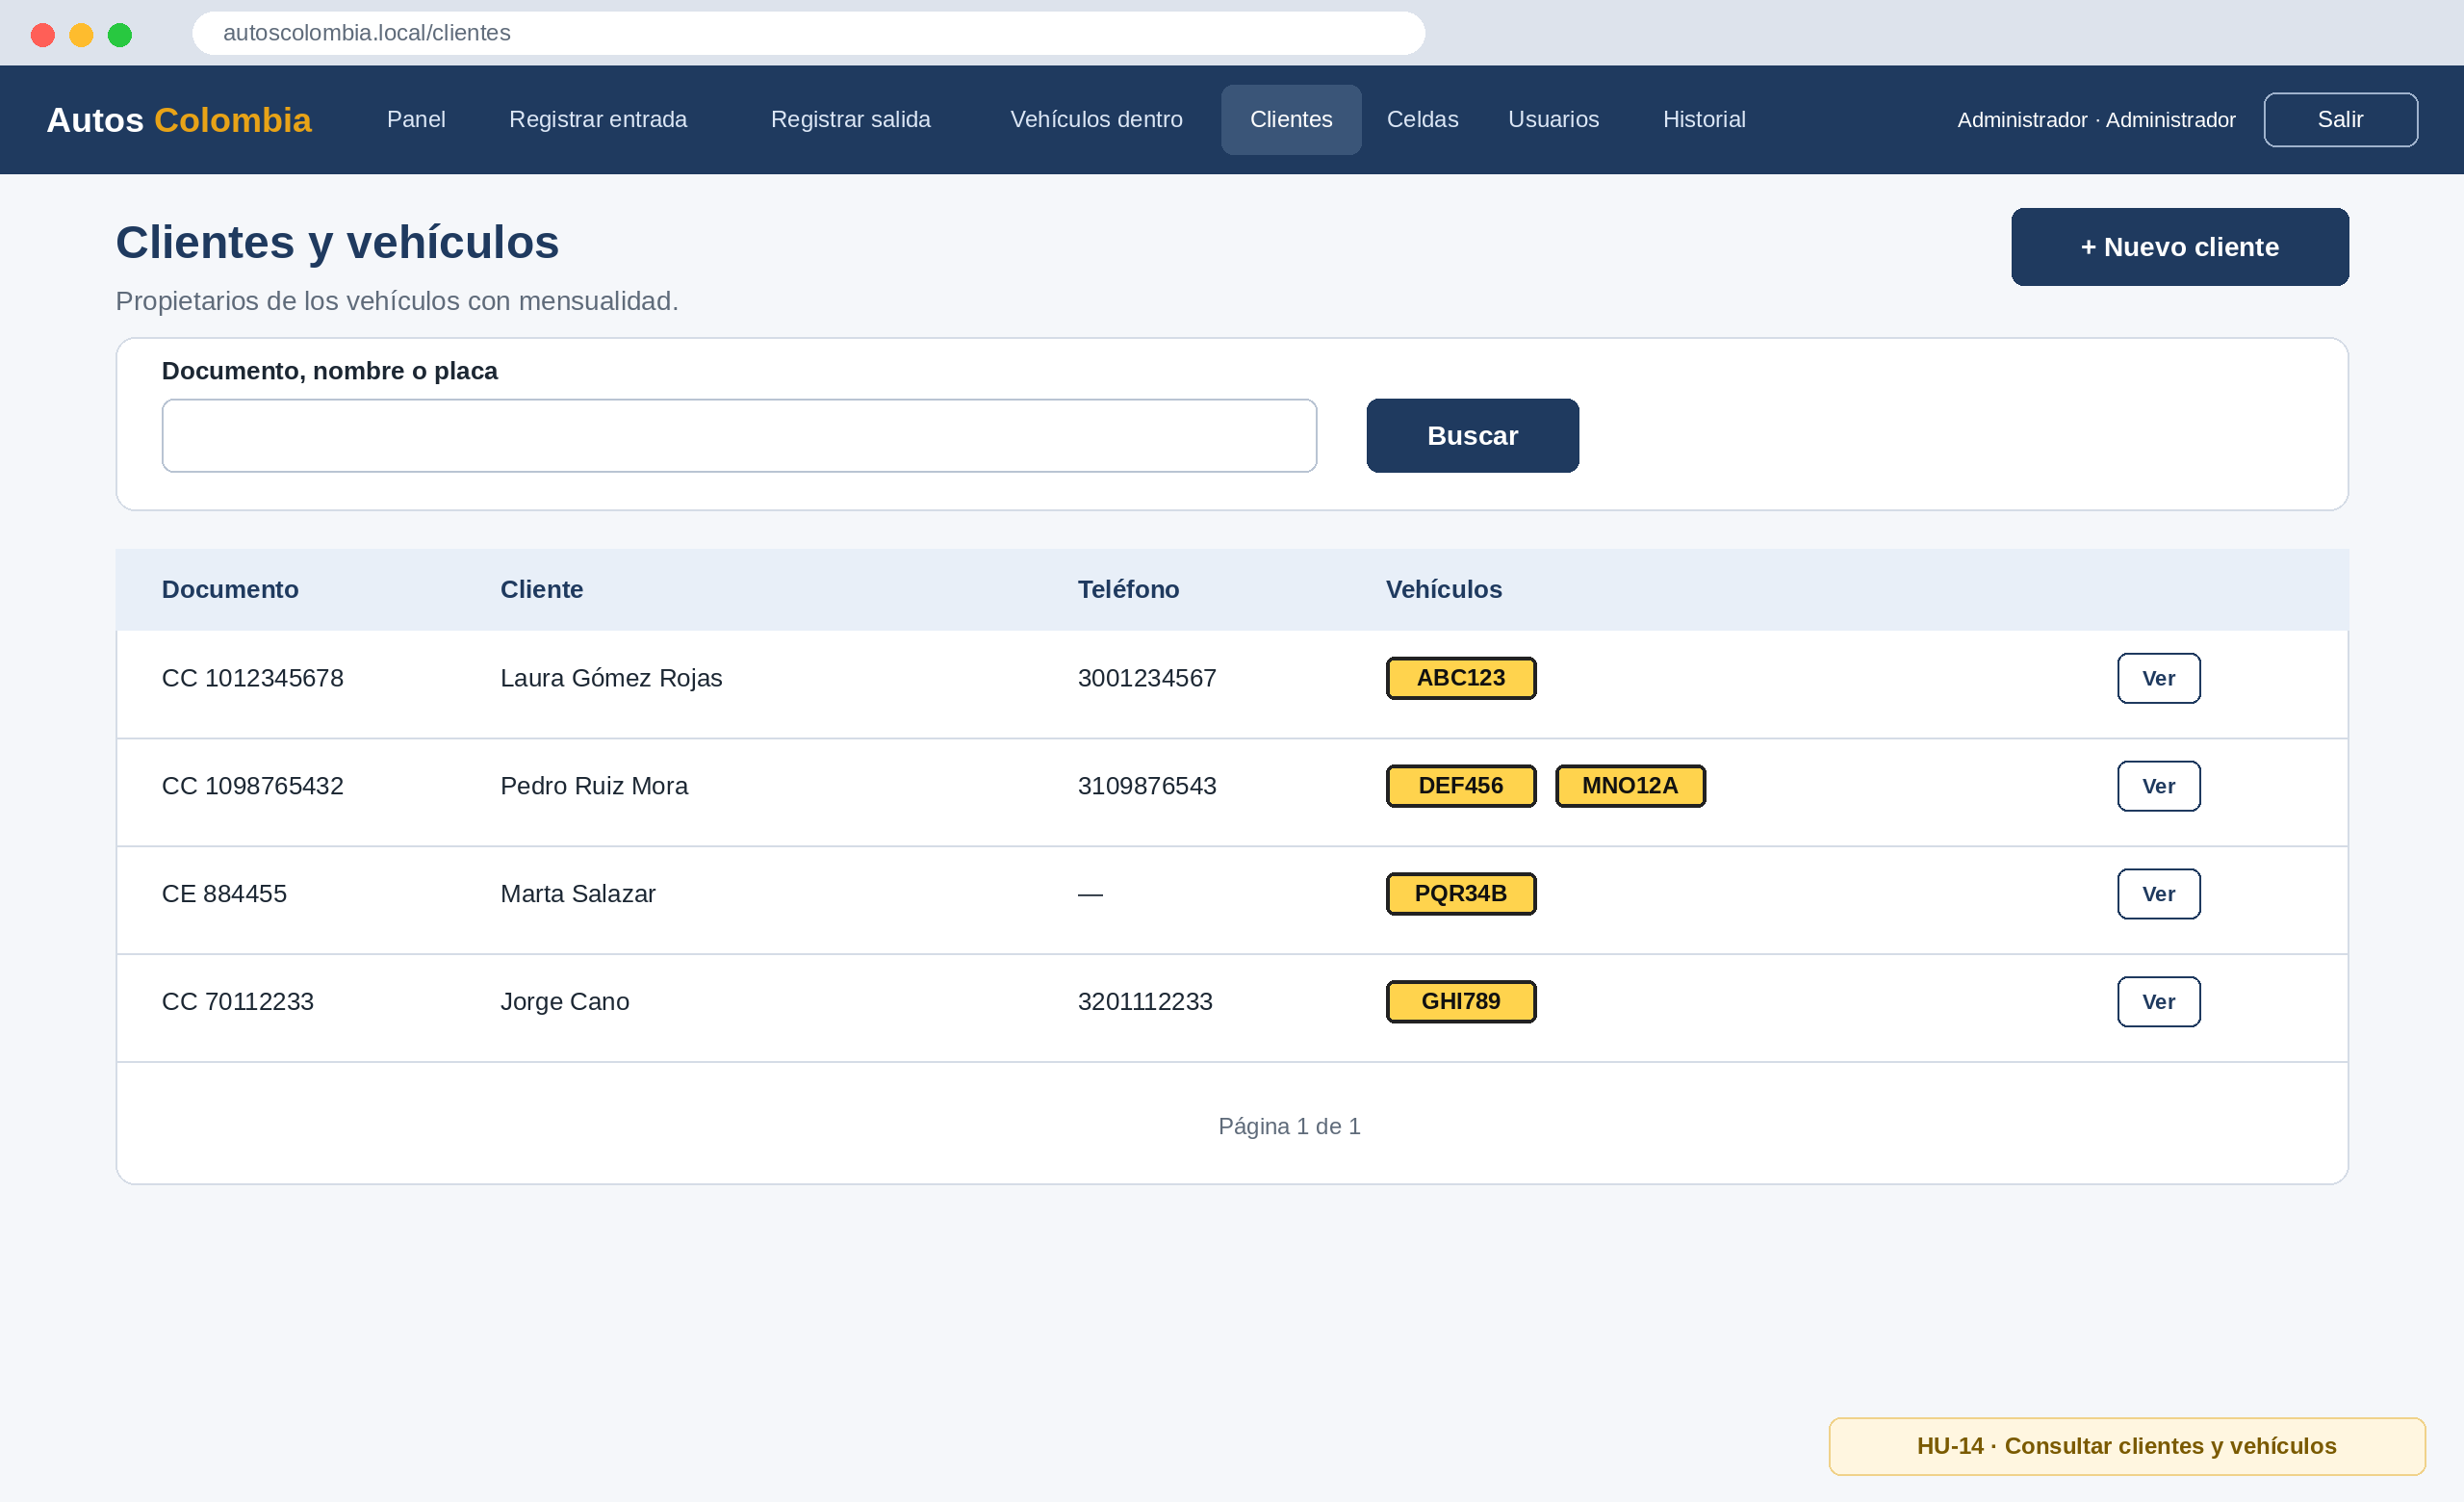 autoscolombia.local/clientes
Autos Colombia Panel Registrar entrada Registrar salida Vehículos dentro Clientes Celdas Usuarios Historial Administrador · Administrador Salir
Clientes y vehículos
+ Nuevo cliente
Propietarios de los vehículos con mensualidad.
Documento, nombre o placa
Buscar
Documento Cliente Teléfono Vehículos
CC 1012345678 Laura Gómez Rojas 3001234567 ABC123 Ver
CC 1098765432 Pedro Ruiz Mora 3109876543 DEF456 MNO12A Ver
CE 884455 Marta Salazar — PQR34B Ver
CC 70112233 Jorge Cano 3201112233 GHI789 Ver
Página 1 de 1
HU-14 · Consultar clientes y vehículos